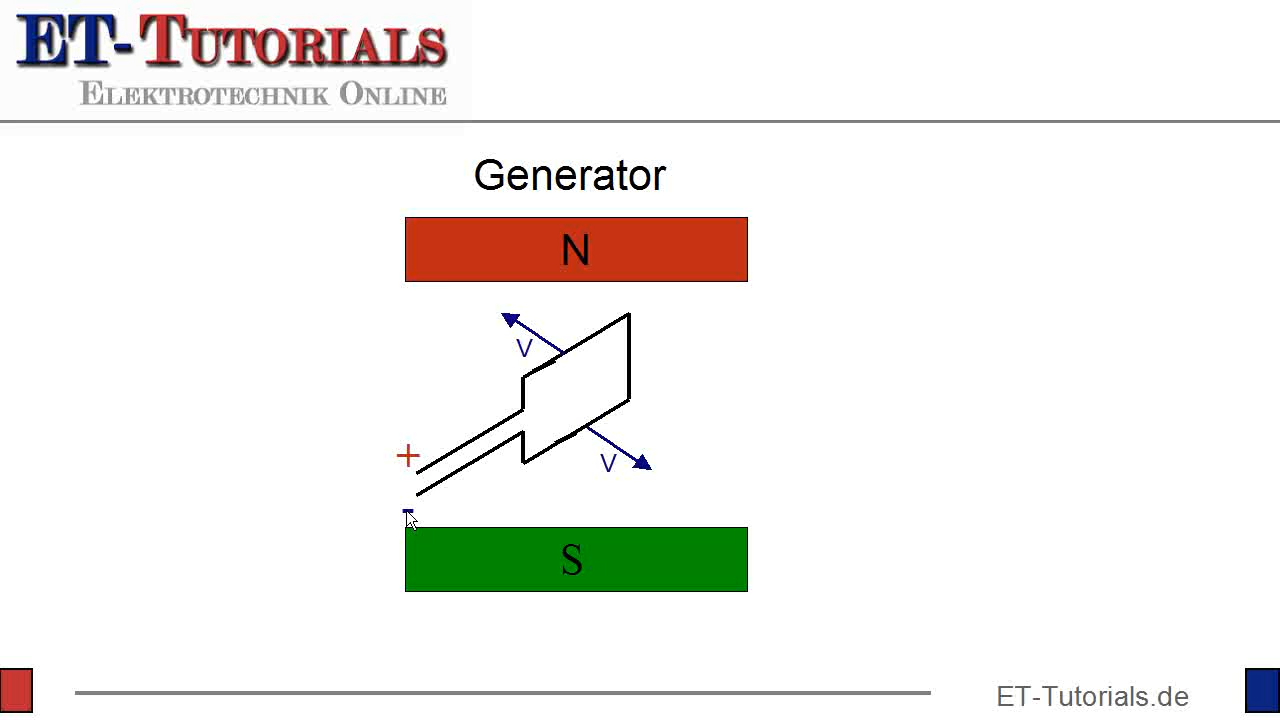 ET-TUTORIALS
ELEKTROTECHNIK ONLINE
Generator
N
V
+
V
-
S
ET-Tutorials.de